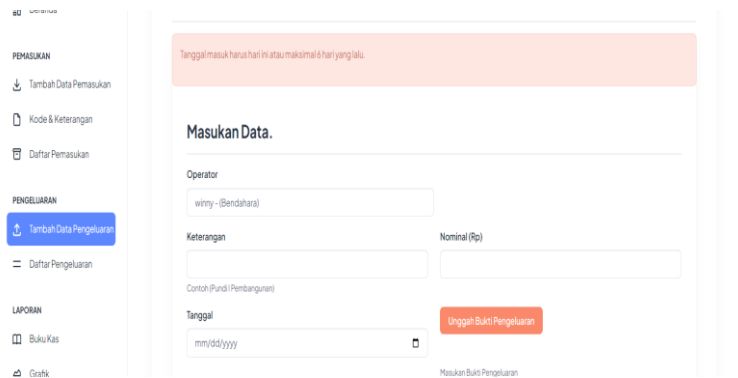 Beranda
PEMASUKAN
Tambah Data Pemasukan
Kode & Keterangan
Daftar Pemasukan
PENGELUARAN
Tambah Data Pengeluaran
Daftar Pengeluaran
LAPORAN
Buku Kas
Grafik
Tanggal masuk harus hari ini atau maksimal 6 hari yang lalu.
Masukan Data.
Operator
winny - (Bendahara)
Keterangan
Nominal (Rp)
Contoh (Pundi I Pembangunan)
Tanggal
Unggah Bukti Pengeluaran
mm/dd/yyyy
Masukan Bukti Pengeluaran